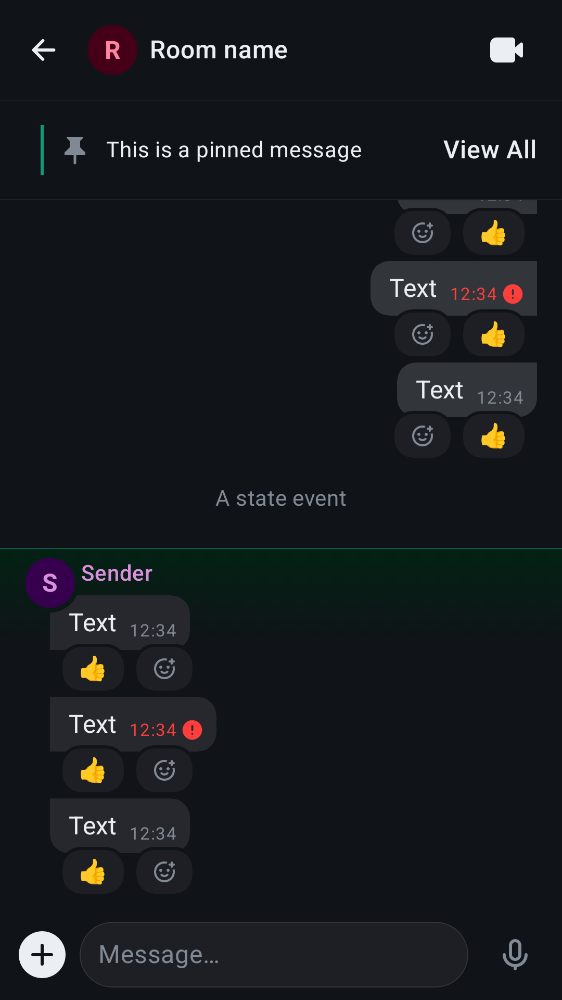 R Room name
This is a pinned message View All
Text 12:34
Text 12:34
A state event
S Sender
Text 12:34
Text 12:34
Text 12:34
Message…